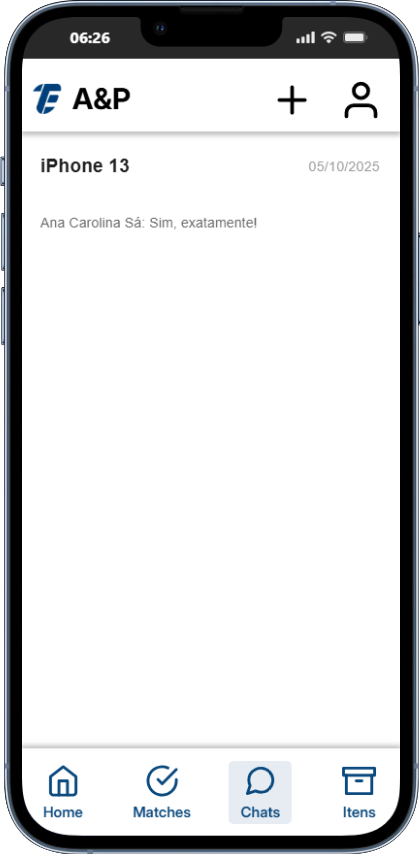 06:26
A&P
iPhone 13 05/10/2025
Ana Carolina Sá: Sim, exatamente!
Home Matches Chats Itens